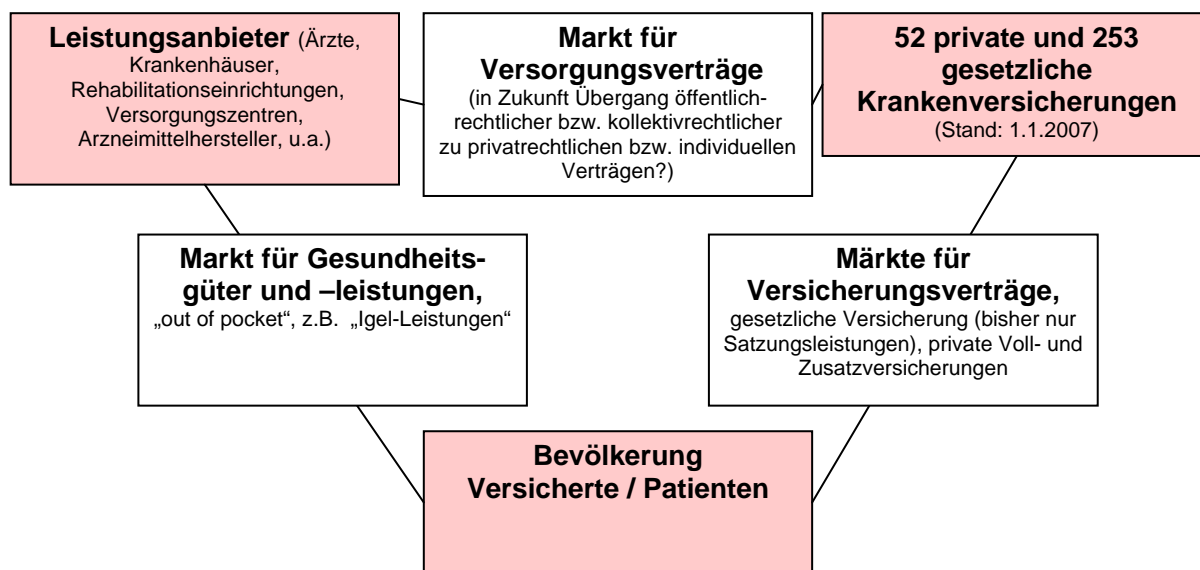 Leistungsanbieter (Ärzte,
Krankenhäuser,
Rehabilitationseinrichtungen,
Versorgungszentren,
Arzneimittelhersteller, u.a.)
Markt für
Versorgungsverträge
(in Zukunft Übergang öffentlich-
rechtlicher bzw. kollektivrechtlicher
zu privatrechtlichen bzw. individuellen
Verträgen?)
52 private und 253
gesetzliche
Krankenversicherungen
(Stand: 1.1.2007)
Markt für Gesundheits-
güter und –leistungen,
„out of pocket“, z.B. „Igel-Leistungen“
Märkte für
Versicherungsverträge,
gesetzliche Versicherung (bisher nur
Satzungsleistungen), private Voll- und
Zusatzversicherungen
Bevölkerung
Versicherte / Patienten